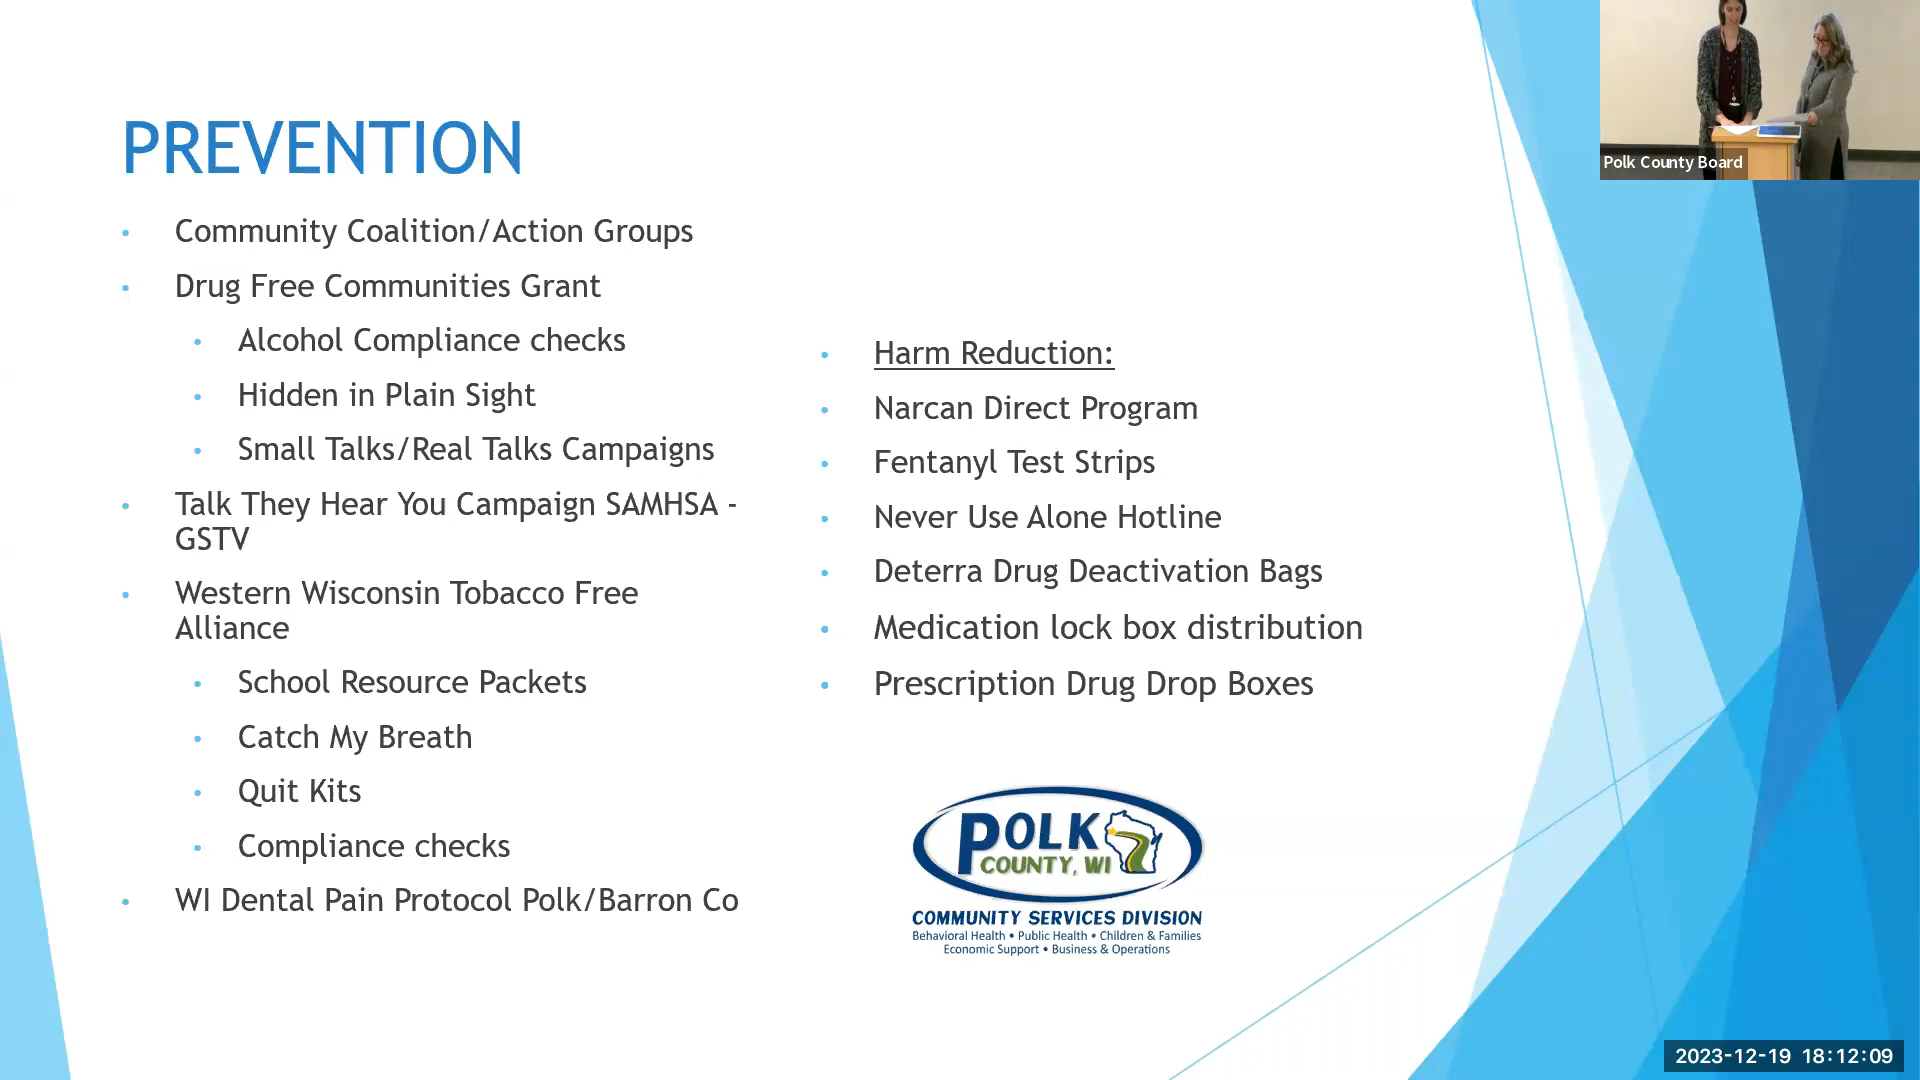 PREVENTION
Community Coalition/Action Groups
Drug Free Communities Grant
Alcohol Compliance checks
Hidden in Plain Sight
Small Talks/Real Talks Campaigns
Talk They Hear You Campaign SAMHSA -
GSTV
Western Wisconsin Tobacco Free
Alliance
School Resource Packets
Catch My Breath
Quit Kits
Compliance checks
WI Dental Pain Protocol Polk/Barron Co
Harm Reduction:
Narcan Direct Program
Fentanyl Test Strips
Never Use Alone Hotline
Deterra Drug Deactivation Bags
Medication lock box distribution
Prescription Drug Drop Boxes
POLK
COUNTY, WI
COMMUNITY SERVICES DIVISION
Behavioral Health • Public Health • Children & Families
Economic Support • Business & Operations
Polk County Board
2023-12-19 18:12:09